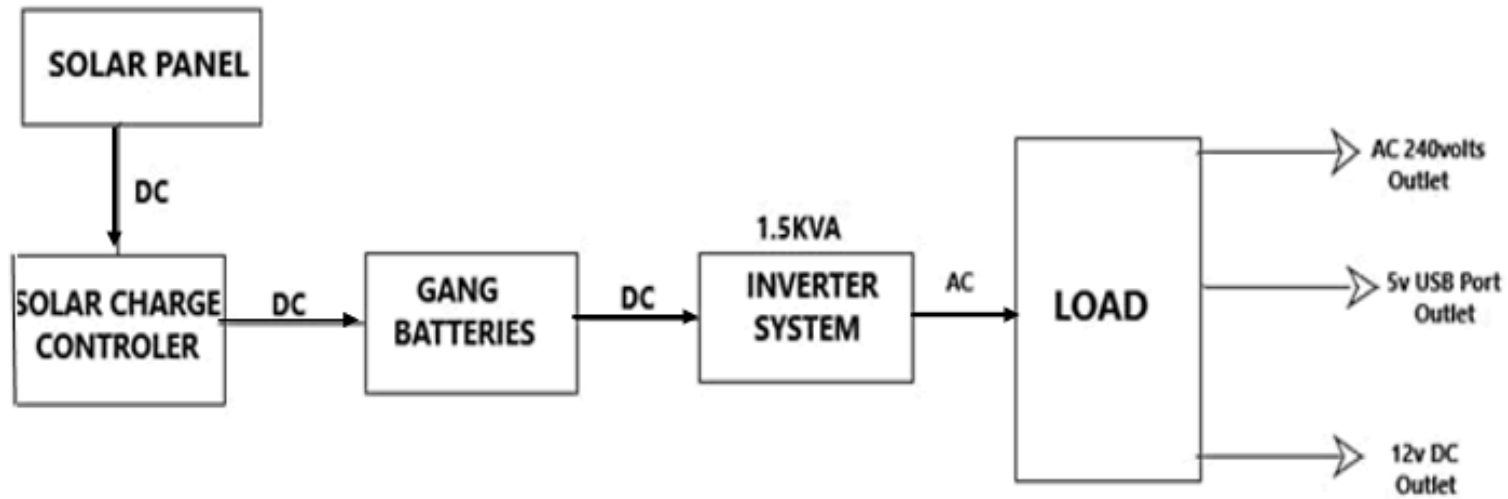 SOLAR PANEL
DC
SOLAR CHARGE
CONTROLER
DC
GANG
BATTERIES
DC
1.5KVA
INVERTER
SYSTEM
AC
LOAD
AC 240volts
Outlet
5v USB Port
Outlet
12v DC
Outlet